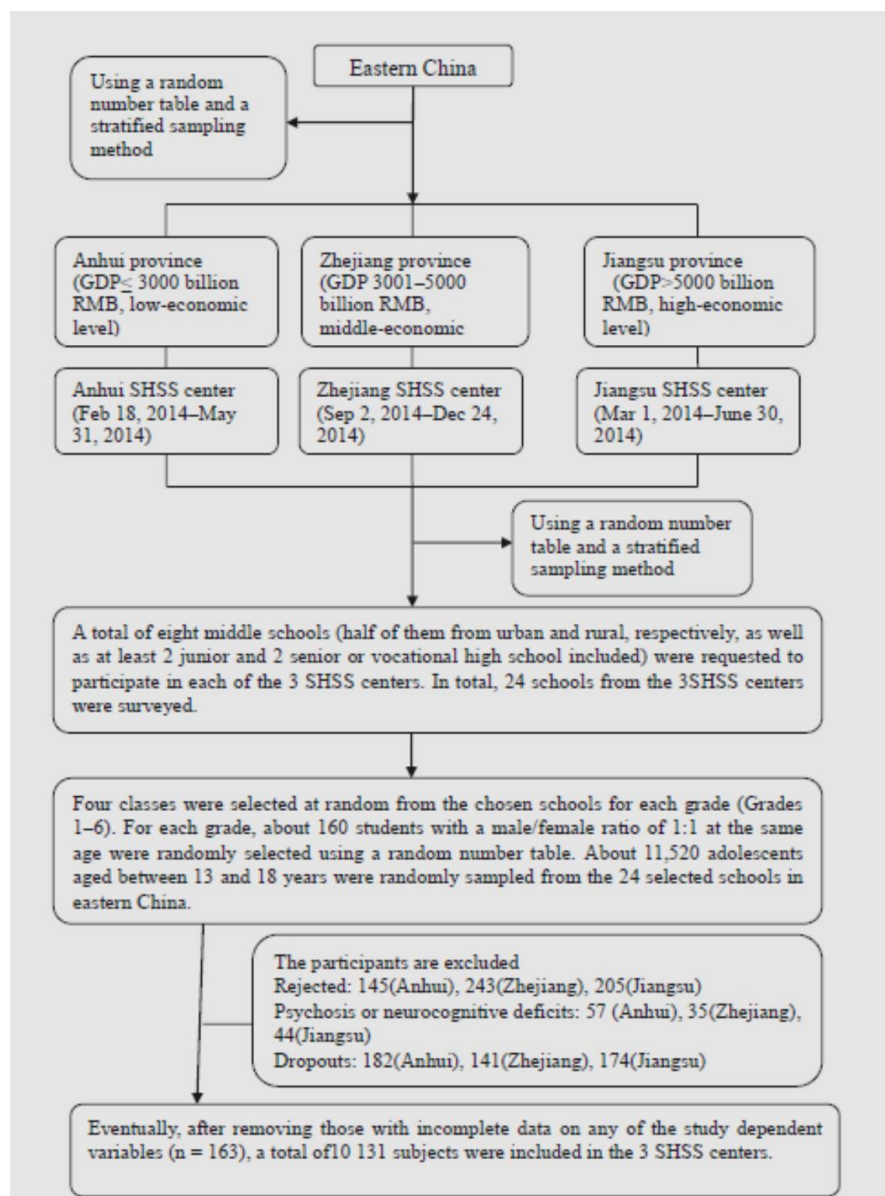 Eastern China
Using a random
number table and a
stratified sampling
method
Anhui province
(GDP≤ 3000 billion
RMB, low-economic
level)
Zhejiang province
(GDP 3001–5000
billion RMB,
middle-economic
Jiangsu province
(GDP>5000 billion
RMB, high-economic
level)
Anhui SHSS center
(Feb 18, 2014–May
31, 2014)
Zhejiang SHSS center
(Sep 2, 2014–Dec 24,
2014)
Jiangsu SHSS center
(Mar 1, 2014–June 30,
2014)
Using a random number
table and a stratified
sampling method
A total of eight middle schools (half of them from urban and rural, respectively, as well
as at least 2 junior and 2 senior or vocational high school included) were requested to
participate in each of the 3 SHSS centers. In total, 24 schools from the 3SHSS centers
were surveyed.
Four classes were selected at random from the chosen schools for each grade (Grades
1–6). For each grade, about 160 students with a male/female ratio of 1:1 at the same
age were randomly selected using a random number table. About 11,520 adolescents
aged between 13 and 18 years were randomly sampled from the 24 selected schools in
eastern China.
The participants are excluded
Rejected: 145(Anhui), 243(Zhejiang), 205(Jiangsu)
Psychosis or neurocognitive deficits: 57 (Anhui), 35(Zhejiang),
44(Jiangsu)
Dropouts: 182(Anhui), 141(Zhejiang), 174(Jiangsu)
Eventually, after removing those with incomplete data on any of the study dependent
variables (n = 163), a total of10 131 subjects were included in the 3 SHSS centers.